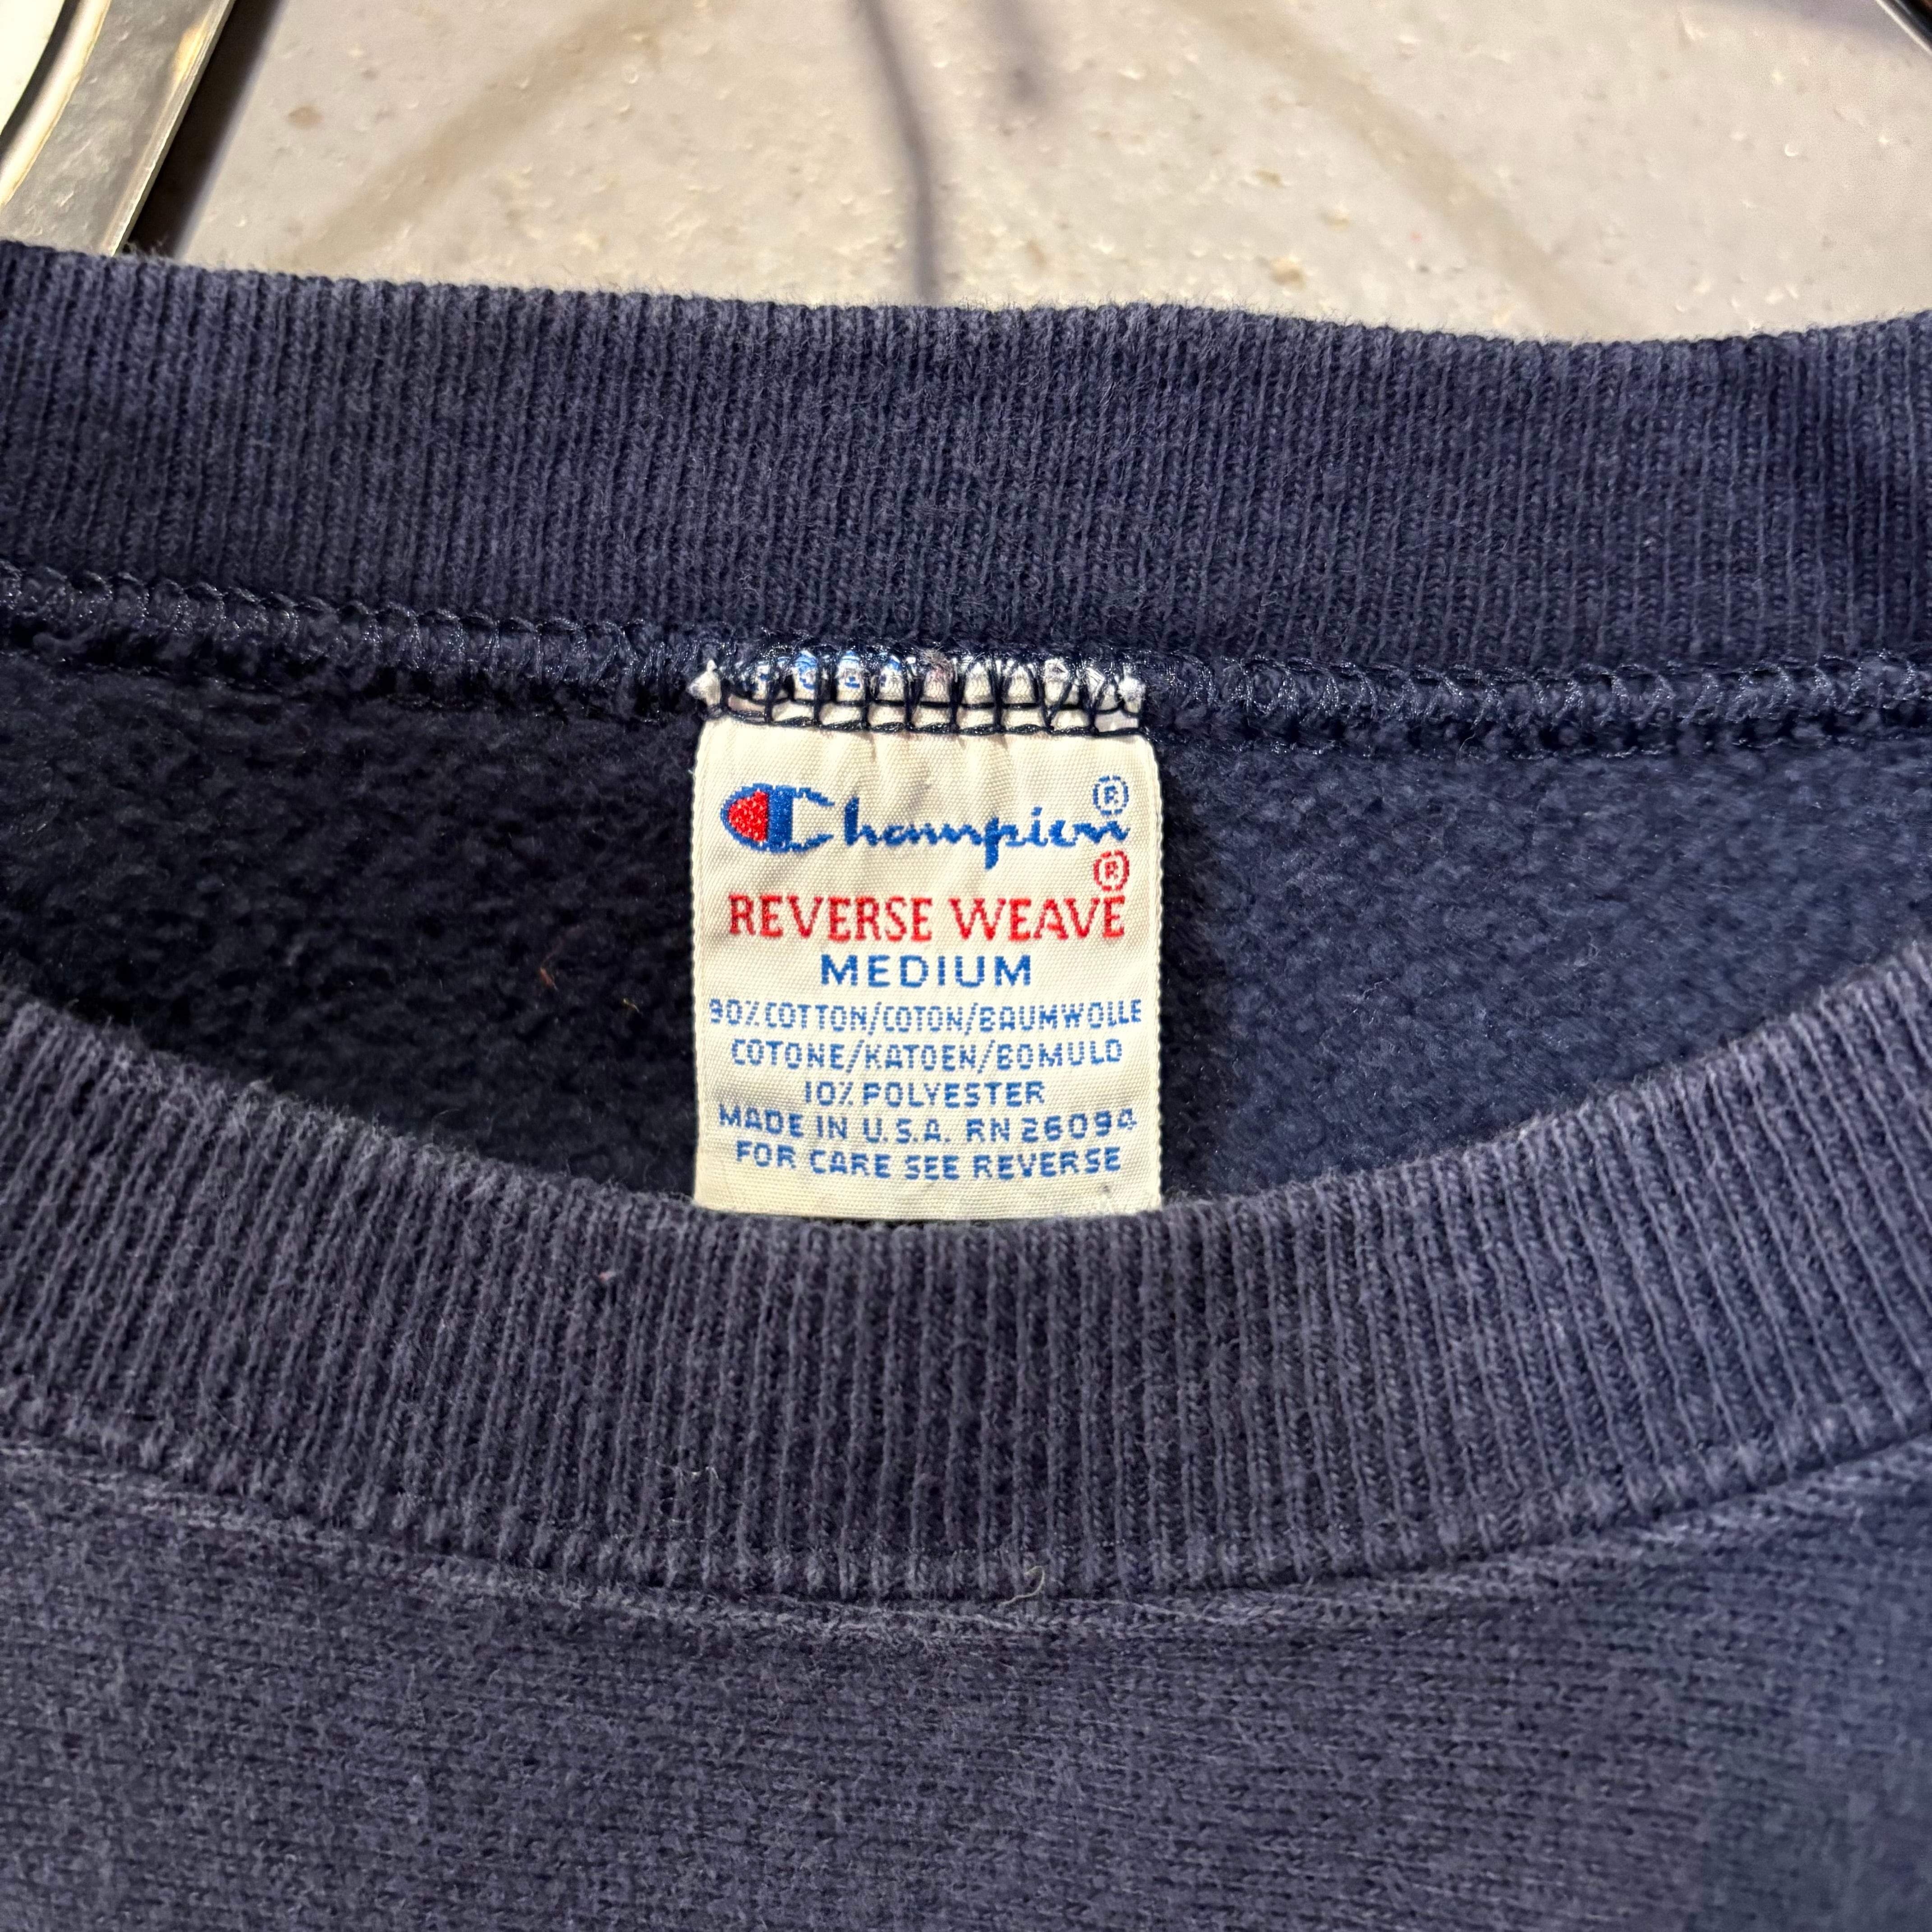 Champion®
REVERSE WEAVE®
MEDIUM
90% COTTON/COTON/BAUMWOLLE
COTONE/KATOEN/BOMULD
10% POLYESTER
MADE IN U.S.A. RN 26094
FOR CARE SEE REVERSE